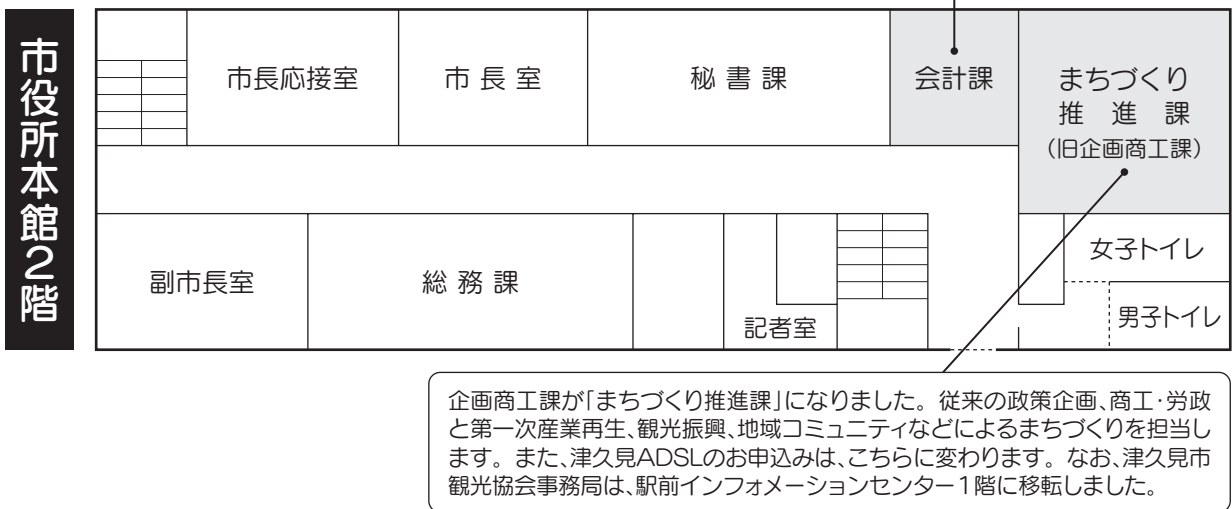 市役所本館2階
市長応接室
市長室
秘書課
会計課
まちづくり
推進課
(旧企画商工課)
副市長室
総務課
記者室
女子トイレ
男子トイレ
企画商工課が「まちづくり推進課」になりました。従来の政策企画、商工・労政
と第一次産業再生、観光振興、地域コミュニティなどによるまちづくりを担当し
ます。また、津久見ADSLのお申込みは、こちらに変わります。なお、津久見市
観光協会事務局は、駅前インフォメーションセンター1階に移転しました。